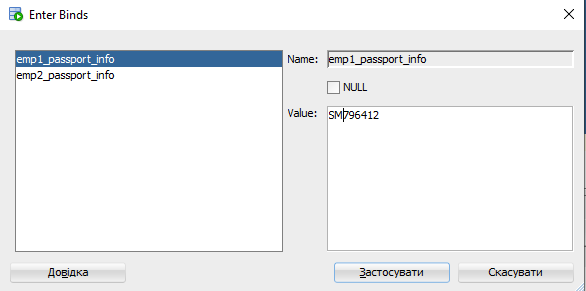 Enter Binds
emp1_passport_info
emp2_passport_info
Name:
emp1_passport_info
NULL
Value:
SM796412
Довідка
Застосувати
Скасувати